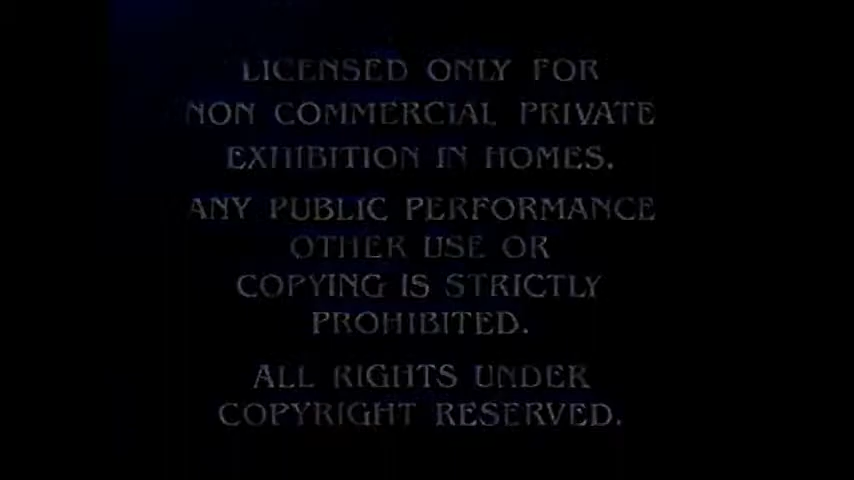 LICENSED ONLY FOR
NON COMMERCIAL PRIVATE
EXHIBITION IN HOMES.
ANY PUBLIC PERFORMANCE
OTHER USE OR
COPYING IS STRICTLY
PROHIBITED.
ALL RIGHTS UNDER
COPYRIGHT RESERVED.